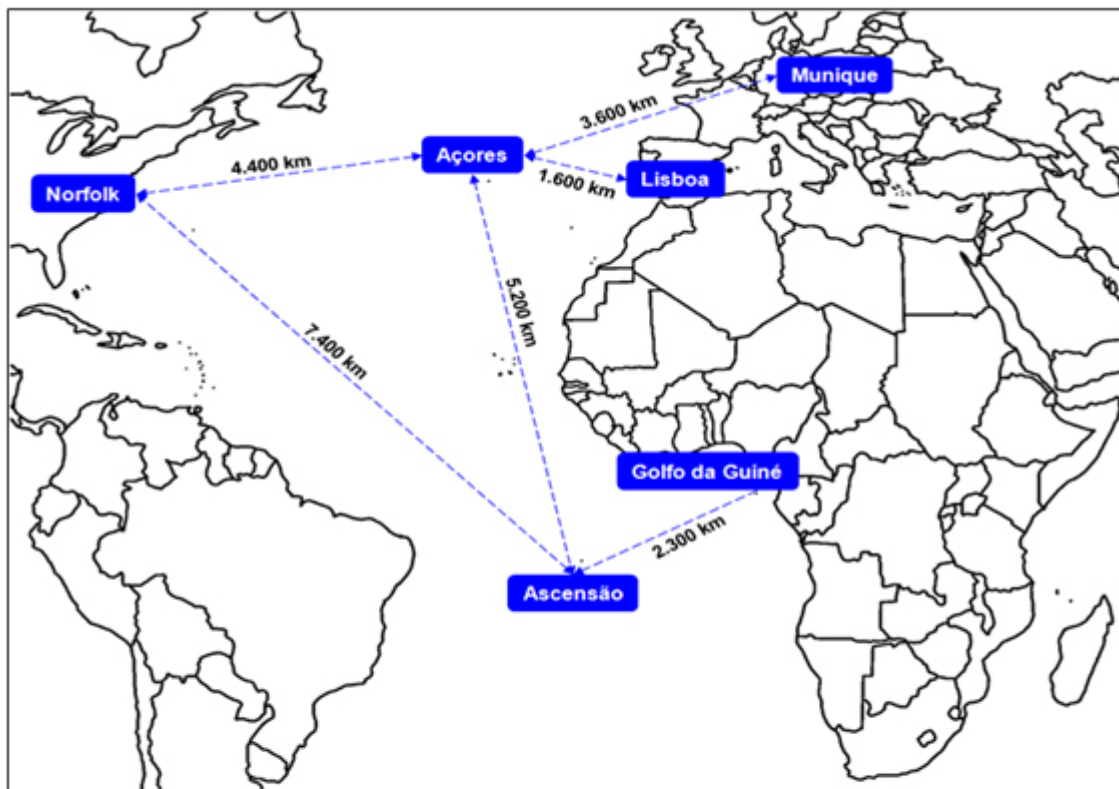 Munique
3.600 km
Açores
4.400 km
1.600 km
Lisboa
Norfolk
5.200 km
7.400 km
Golfo da Guiné
2.300 km
Ascensão